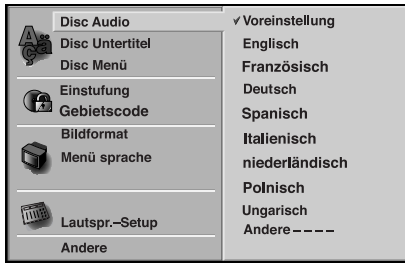 Disc Audio
Disc Untertitel
Disc Menü
Einstufung
Gebietscode
Bildformat
Menü sprache
Lautspr.–Setup
Andere
✓Voreinstellung
Englisch
Französisch
Deutsch
Spanisch
Italienisch
niederländisch
Polnisch
Ungarisch
Andere – – – –